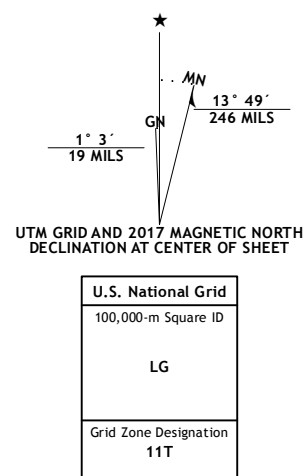 ★
MN
GN
13° 49´
246 MILS
1° 3´
19 MILS
UTM GRID AND 2017 MAGNETIC NORTH
DECLINATION AT CENTER OF SHEET
U.S. National Grid
100,000-m Square ID
LG
Grid Zone Designation
11T